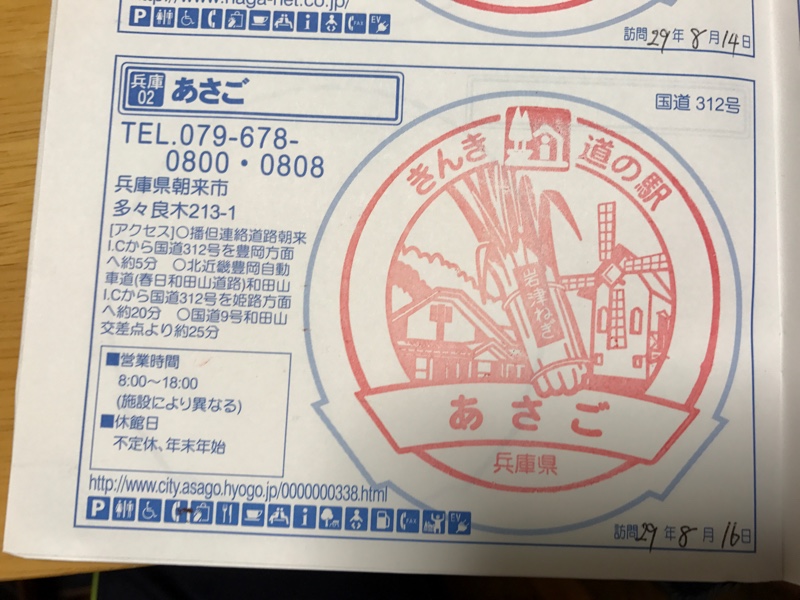 http://www.haga-net.co.jp/
訪問29年8月14日
兵庫
02
あさご
国道 312号
TEL.079-678-
0800・0808
兵庫県朝来市
多々良木213-1
[アクセス]○播但連絡道路朝来
I.Cから国道312号を豊岡方面
へ約5分 ○北近畿豊岡自動
車道(春日和田山道路)和田山
I.Cから国道312号を姫路方面
へ約20分 ○国道9号和田山
交差点より約25分
■営業時間
8:00〜18:00
(施設により異なる)
■休館日
不定休、年末年始
http://www.city.asago.hyogo.jp/0000000338.html
P
i
FAX
EV
きんき 道の駅
岩津ねぎ
あさご
兵庫県
訪問29年8月16日